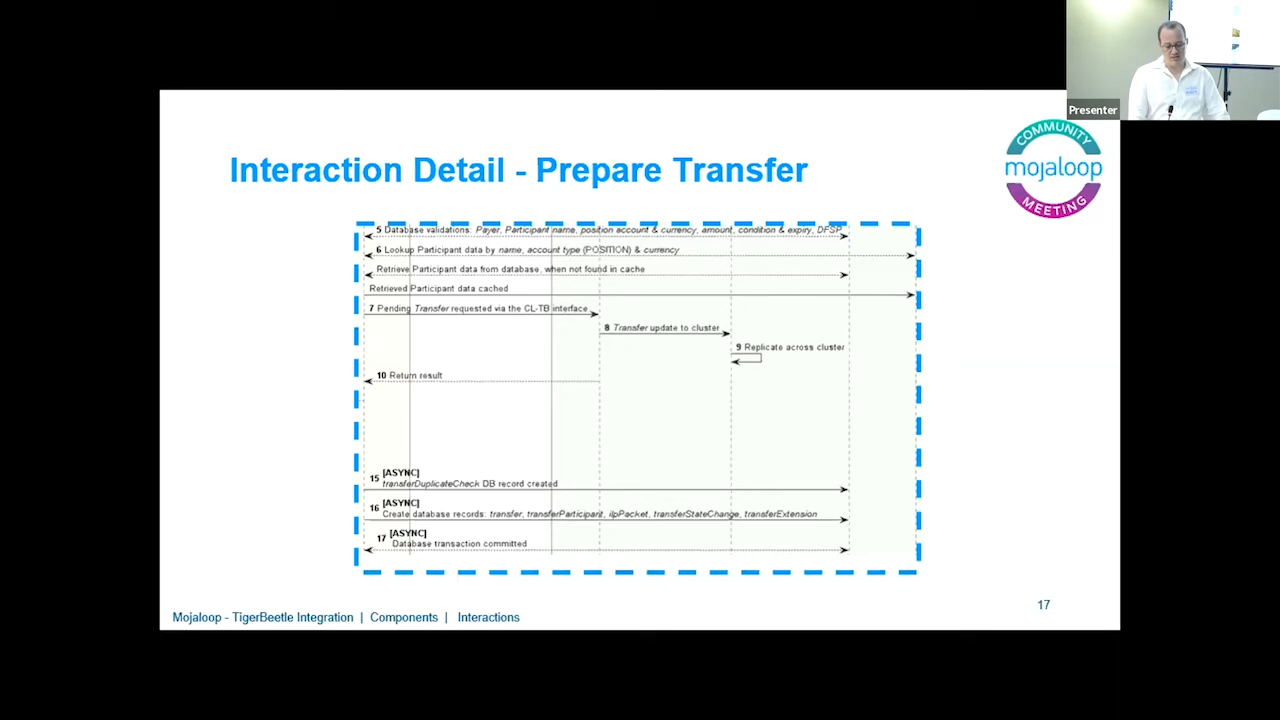 Presenter
COMMUNITY
mojaloop
MEETING
Interaction Detail - Prepare Transfer
5 Database validations: Payer, Participant name, position account & currency, amount, condition & expiry, DFSP
6 Lookup Participant data by name, account type (POSITION) & currency
Retrieve Participant data from database, when not found in cache
Retrieved Participant data cached
7 Pending Transfer requested via the CL-TB interface
8 Transfer update to cluster
9 Replicate across cluster
10 Return result
15 [ASYNC]
transferDuplicateCheck DB record created
16 [ASYNC]
Create database records: transfer, transferParticipant, ilpPacket, transferStateChange, transferExtension
17 [ASYNC]
Database transaction committed
17
Mojaloop - TigerBeetle Integration | Components | Interactions